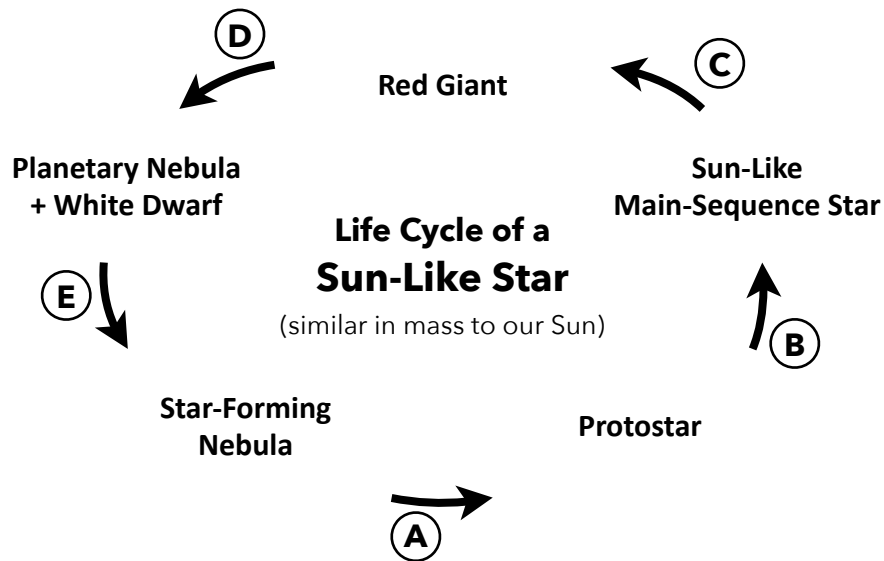 D
C
Red Giant
Planetary Nebula
+ White Dwarf
Sun-Like
Main-Sequence Star
Life Cycle of a
Sun-Like Star
(similar in mass to our Sun)
E
B
Star-Forming
Nebula
Protostar
A